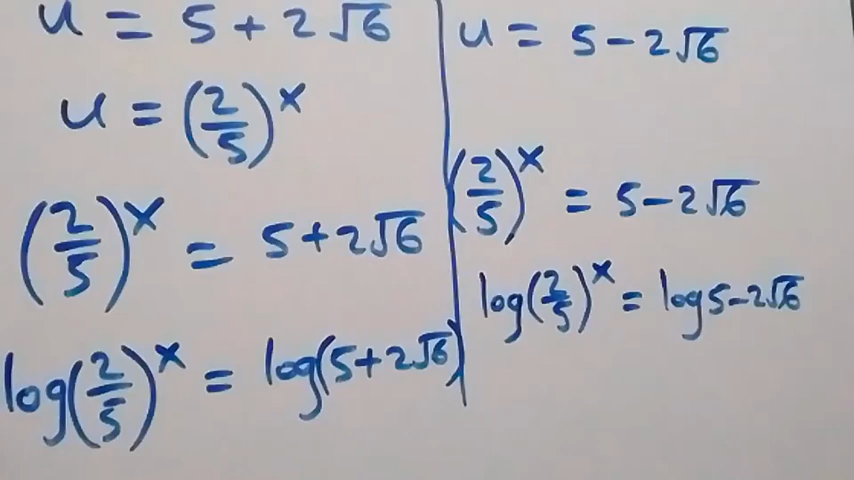 u = 5 + 2√6
u = (2/5)^x
(2/5)^x = 5 + 2√6
log(2/5)^x = log(5 + 2√6)
u = 5 - 2√6
(2/5)^x = 5 - 2√6
log(2/5)^x = log 5 - 2√6